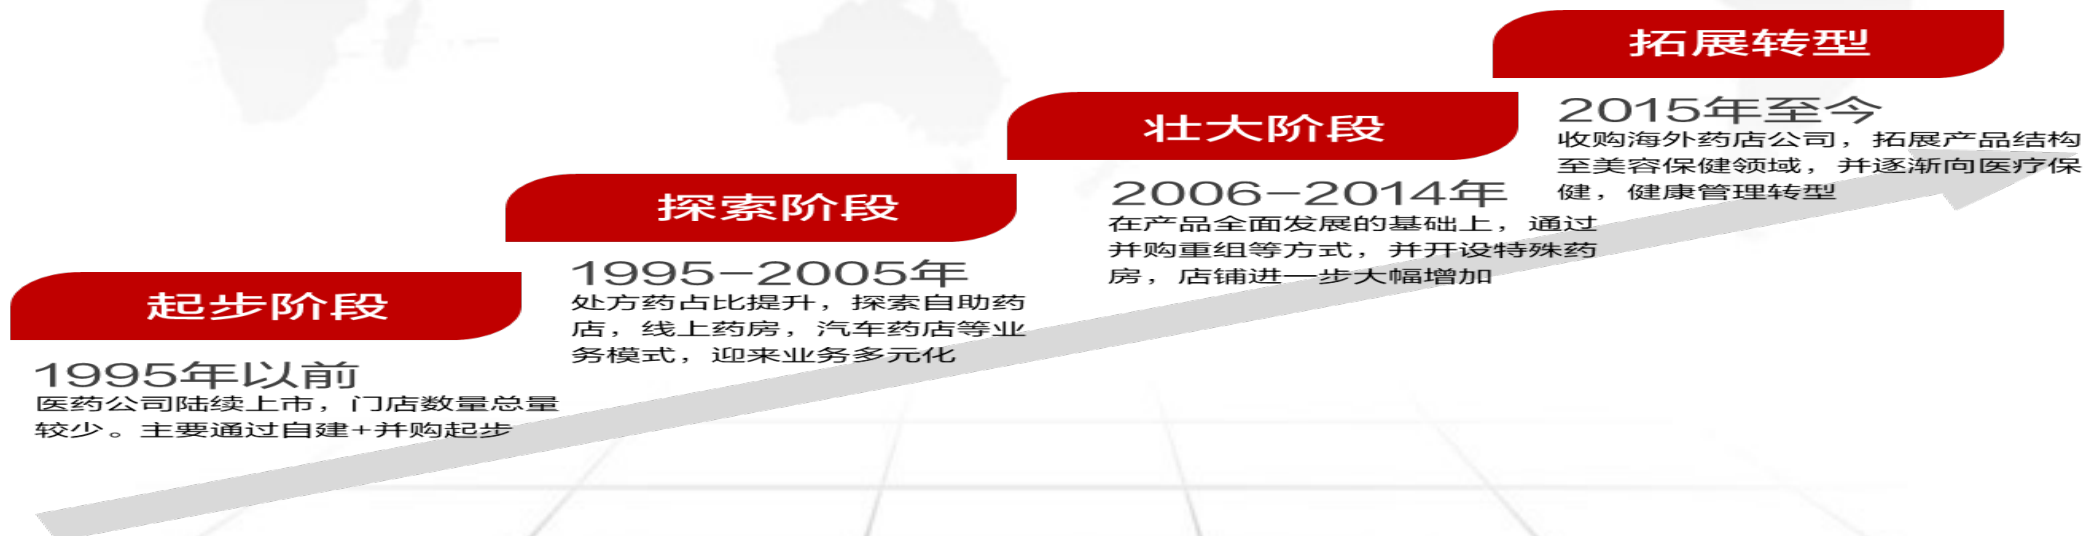 起步阶段
1995年以前
医药公司陆续上市，门店数量总量
较少。主要通过自建+并购起步
探索阶段
1995-2005年
处方药占比提升，探索自助药
店，线上药房，汽车药店等业
务模式，迎来业务多元化
壮大阶段
2006-2014年
在产品全面发展的基础上，通过
并购重组等方式，并开设特殊药
房，店铺进一步大幅增加
拓展转型
2015年至今
收购海外药店公司，拓展产品结构
至美容保健领域，并逐渐向医疗保
健，健康管理转型